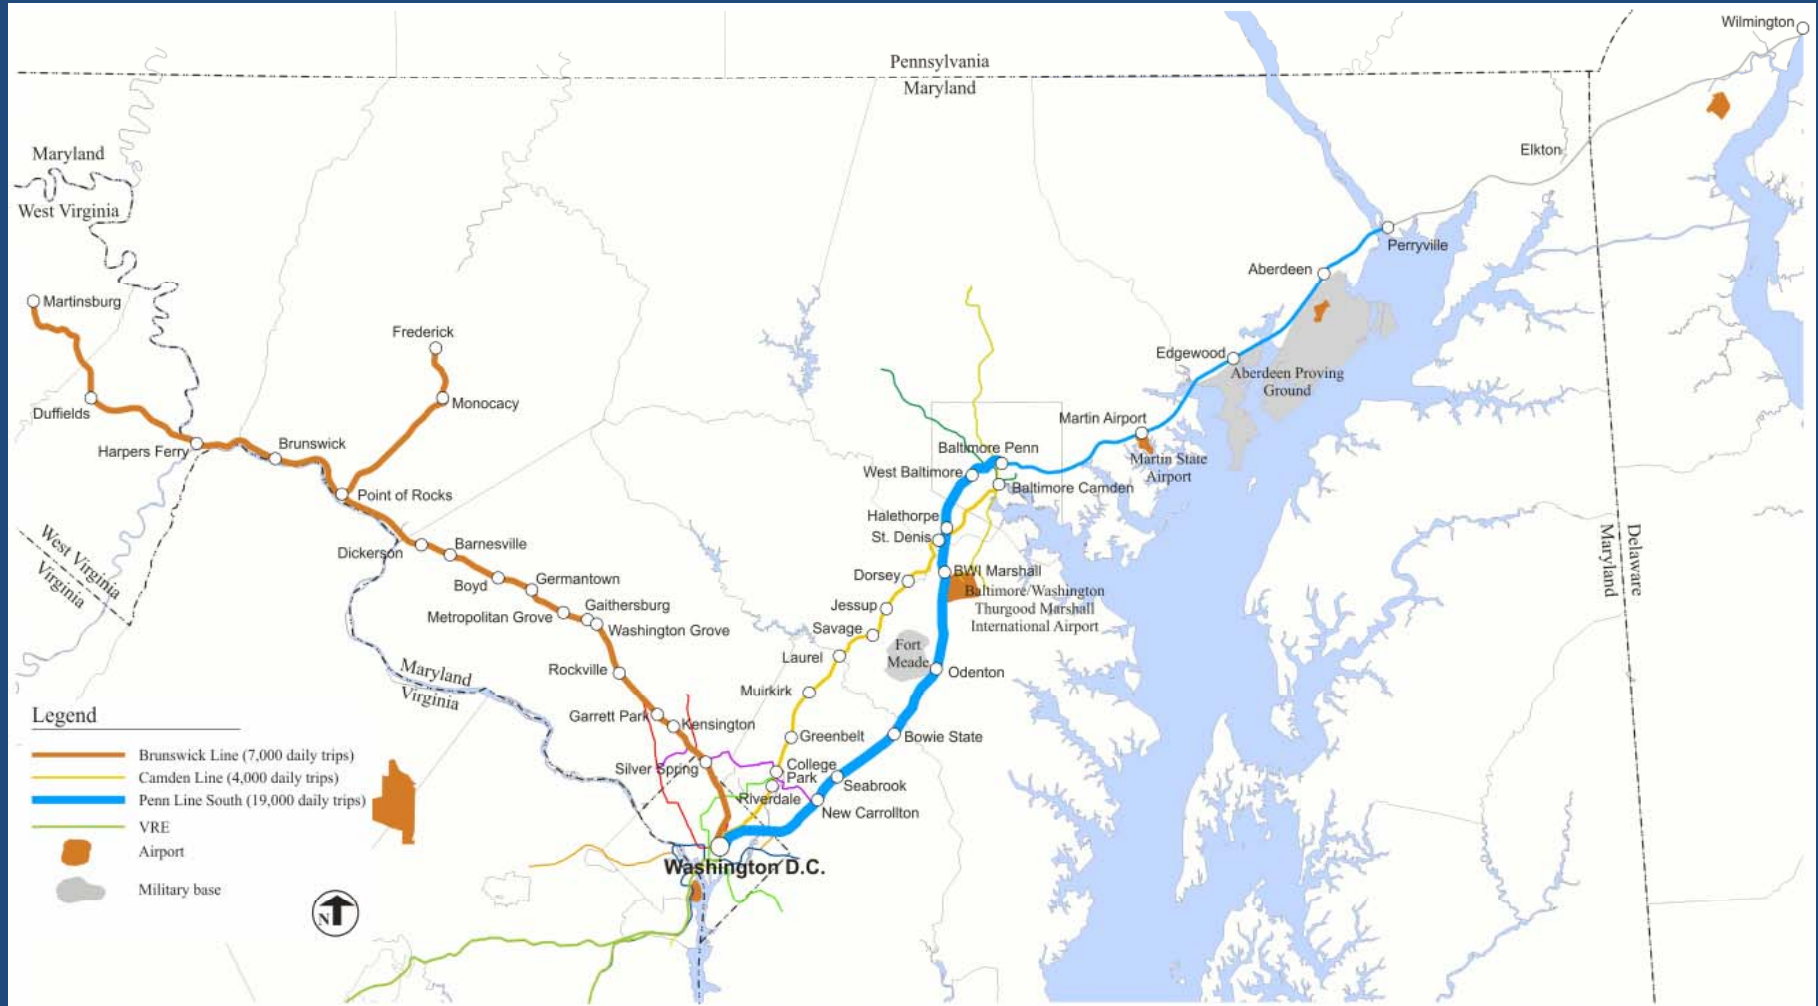 Wilmington
Pennsylvania
Maryland
Elkton
Maryland
West Virginia
Perryville
Aberdeen
Martinsburg
Frederick
Edgewood
Aberdeen Proving
Ground
Duffields
Monocacy
Martin Airport
Harpers Ferry
Brunswick
Baltimore Penn
Martin State
Airport
West Baltimore
Baltimore Camden
Point of Rocks
Halethorpe
St. Denis
West Virginia
Virginia
Dickerson
Barnesville
Delaware
Maryland
Boyd
Germantown
Dorsey
BWI Marshall
Baltimore/Washington
Thurgood Marshall
International Airport
Metropolitan Grove
Gaithersburg
Washington Grove
Jessup
Savage
Fort
Meade
Laurel
Rockville
Odenton
Maryland
Virginia
Muirkirk
Garrett Park
Kensington
Greenbelt
Bowie State
Silver Spring
College
Park
Seabrook
Riverdale
New Carrollton
Washington D.C.
Legend
Brunswick Line (7,000 daily trips)
Camden Line (4,000 daily trips)
Penn Line South (19,000 daily trips)
VRE
Airport
Military base
N